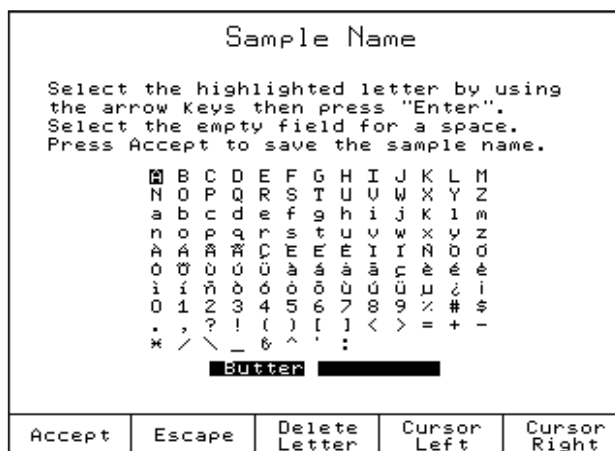 Sample Name
Select the highlighted letter by using
the arrow Keys then press "Enter".
Select the empty field for a space.
Press Accept to save the sample name.
A B C D E F G H I J K L M
N O P Q R S T U V W X Y Z
a b c d e f g h i j k l m
n o p q r s t u v w x y z
0 1 2 3 4 5 6 7 8 9 % # $
. , ? ! ( ) [ ] < > = + -
* / \ _ & ^ ' :
Butter
Accept Escape Delete Letter Cursor Left Cursor Right